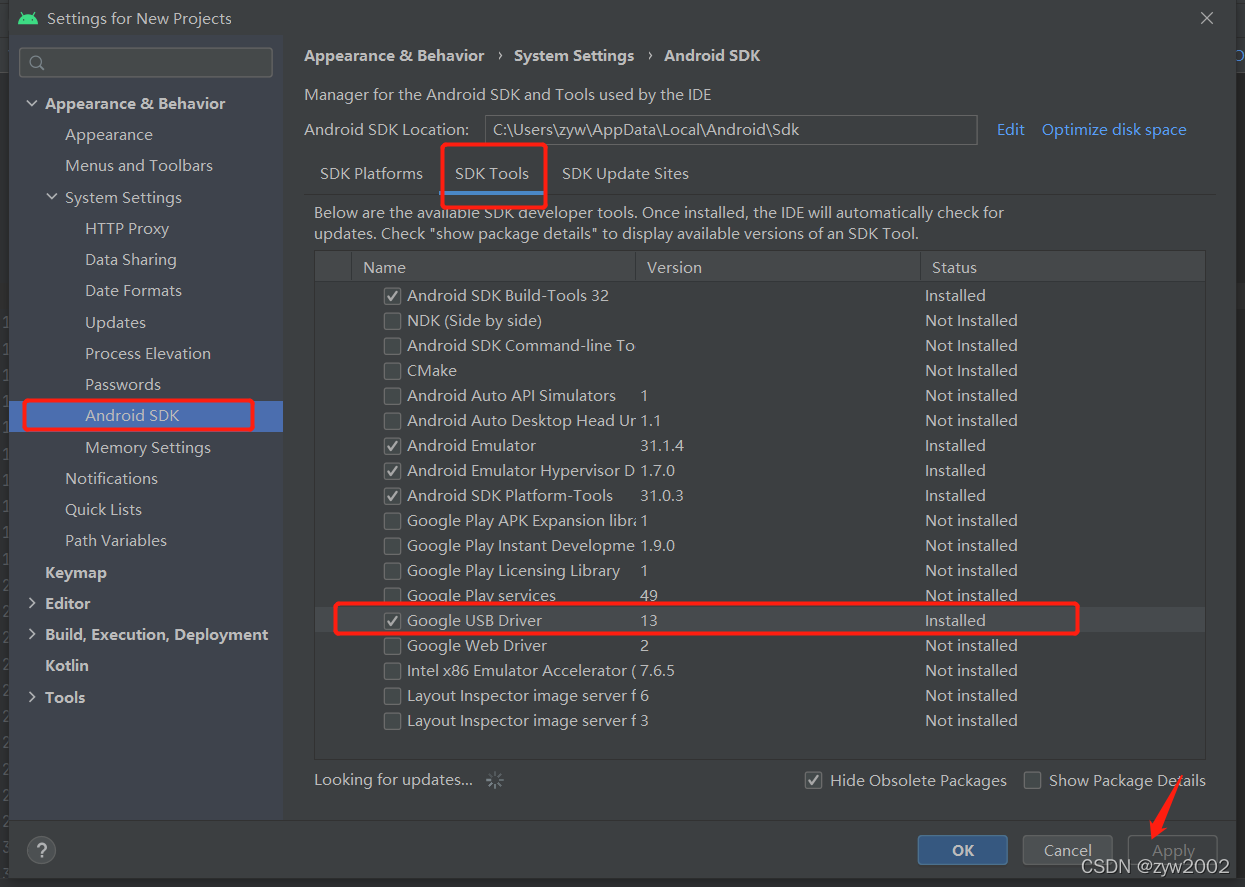 Settings for New Projects
Appearance & Behavior
Appearance
Menus and Toolbars
System Settings
HTTP Proxy
Data Sharing
Date Formats
Updates
Process Elevation
Passwords
Android SDK
Memory Settings
Notifications
Quick Lists
Path Variables
Keymap
Editor
Build, Execution, Deployment
Kotlin
Tools
Appearance & Behavior › System Settings › Android SDK
Manager for the Android SDK and Tools used by the IDE
Android SDK Location: C:\Users\zyw\AppData\Local\Android\Sdk Edit Optimize disk space
SDK Platforms SDK Tools SDK Update Sites
Below are the available SDK developer tools. Once installed, the IDE will automatically check for
updates. Check "show package details" to display available versions of an SDK Tool.
Name Version Status
Android SDK Build-Tools 32 Installed
NDK (Side by side) Not Installed
Android SDK Command-line To Not Installed
CMake Not Installed
Android Auto API Simulators 1 Not installed
Android Auto Desktop Head Ur 1.1 Not installed
Android Emulator 31.1.4 Installed
Android Emulator Hypervisor D 1.7.0 Installed
Android SDK Platform-Tools 31.0.3 Installed
Google Play APK Expansion libra 1 Not installed
Google Play Instant Developme 1.9.0 Not installed
Google Play Licensing Library 1 Not installed
Google Play services 49 Not installed
Google USB Driver 13 Installed
Google Web Driver 2 Not installed
Intel x86 Emulator Accelerator ( 7.6.5 Not installed
Layout Inspector image server f 6 Not installed
Layout Inspector image server f 3 Not installed
Looking for updates... Hide Obsolete Packages Show Package Details
? OK Cancel Apply
CSDN @zyw2002